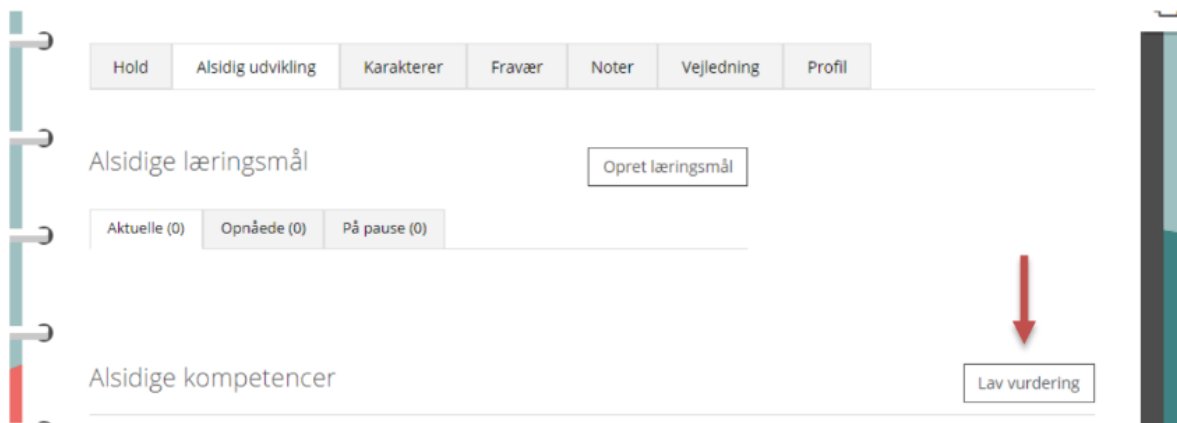 Hold Alsidig udvikling Karakterer Fravær Noter Vejledning Profil
Alsidige læringsmål
Opret læringsmål
Aktuelle (0) Opnåede (0) På pause (0)
Alsidige kompetencer
Lav vurdering